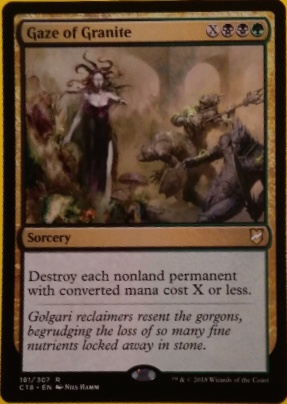 Gaze of Granite X
Sorcery
Destroy each nonland permanent
with converted mana cost X or less.
Golgari reclaimers resent the gorgons,
begrudging the loss of so many fine
nutrients locked away in stone.
181/307 R
C18 • EN Nils Hamm
™ & © 2018 Wizards of the Coast